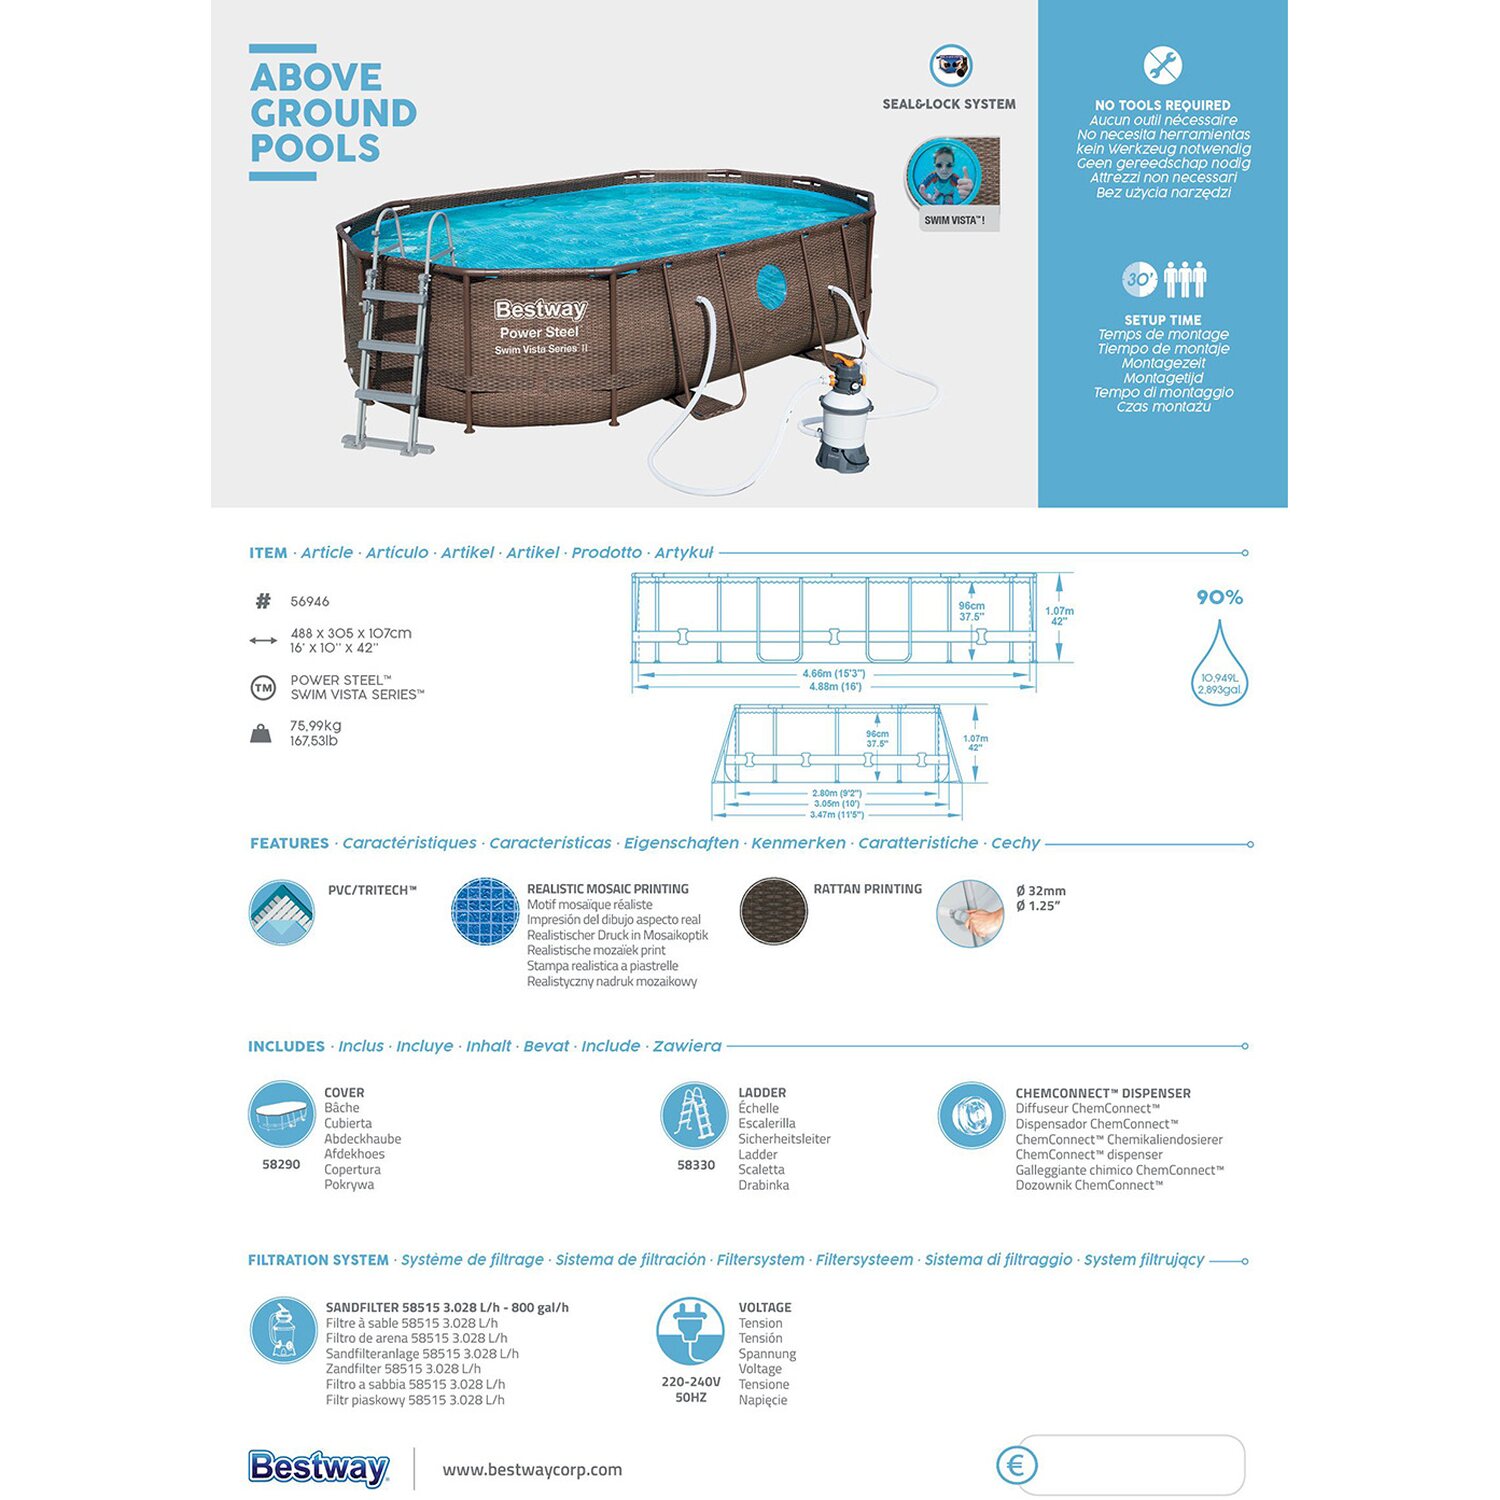 ABOVE
GROUND
POOLS
SEAL&LOCK SYSTEM
SWIM VISTA™!
Bestway
Power Steel™
Swim Vista Series™ II
NO TOOLS REQUIRED
Aucun outil nécessaire
No necesita herramientas
kein Werkzeug notwendig
Geen gereedschap nodig
Attrezzi non necessari
Bez użycia narzędzi
30'
SETUP TIME
Temps de montage
Tiempo de montaje
Montagezeit
Montagetijd
Tempo di montaggio
Czas montażu
ITEM · Article · Artículo · Artikel · Artikel · Prodotto · Artykuł
# 56946
488 x 305 x 107cm
16' x 10" x 42"
TM
POWER STEEL™
SWIM VISTA SERIES™
75,99kg
167,53lb
96cm
37.5"
1.07m
42"
4.66m (15'3")
4.88m (16')
96cm
37.5"
1.07m
42"
2.80m (9'2")
3.05m (10')
3.47m (11'5")
90%
10,949L
2,893gal.
FEATURES · Caractéristiques · Características · Eigenschaften · Kenmerken · Caratteristiche · Cechy
PVC/TRITECH™
REALISTIC MOSAIC PRINTING
Motif mosaïque réaliste
Impresión del dibujo aspecto real
Realistischer Druck in Mosaikoptik
Realistische mozaïek print
Stampa realistica a piastrelle
Realistyczny nadruk mozaikowy
RATTAN PRINTING
Ø 32mm
Ø 1.25”
INCLUDES · Inclus · Incluye · Inhalt · Bevat · Include · Zawiera
58290
COVER
Bâche
Cubierta
Abdeckhaube
Afdekhoes
Copertura
Pokrywa
58330
LADDER
Échelle
Escalerilla
Sicherheitsleiter
Ladder
Scaletta
Drabinka
CHEMCONNECT™ DISPENSER
Diffuseur ChemConnect™
Dispensador ChemConnect™
ChemConnect™ Chemikaliendosierer
ChemConnect™ dispenser
Galleggiante chimico ChemConnect™
Dozownik ChemConnect™
FILTRATION SYSTEM · Système de filtrage · Sistema de filtración · Filtersystem · Filtersysteem · Sistema di filtraggio · System filtrujący
SANDFILTER 58515 3.028 L/h - 800 gal/h
Filtre à sable 58515 3.028 L/h
Filtro de arena 58515 3.028 L/h
Sandfilteranlage 58515 3.028 L/h
Zandfilter 58515 3.028 L/h
Filtro a sabbia 58515 3.028 L/h
Filtr piaskowy 58515 3.028 L/h
220-240V
50HZ
VOLTAGE
Tension
Tensión
Spannung
Voltage
Tensione
Napięcie
Bestway
www.bestwaycorp.com
€